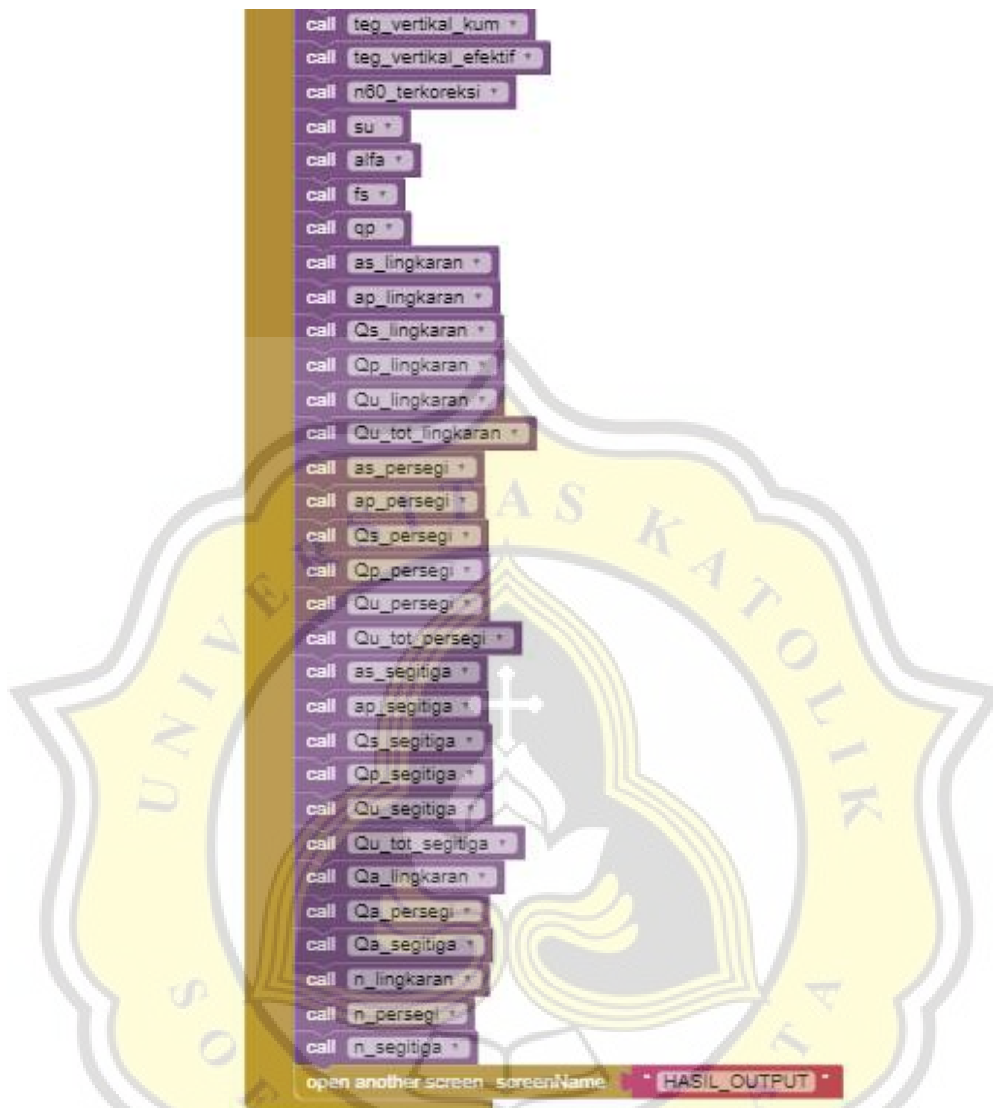 call teg_vertikal_kum
call teg_vertikal_efektif
call n60_terkoreksi
call su
call alfa
call fs
call qp
call as_lingkaran
call ap_lingkaran
call Qs_lingkaran
call Qp_lingkaran
call Qu_lingkaran
call Qu_tot_lingkaran
call as_persegi
call ap_persegi
call Qs_persegi
call Qp_persegi
call Qu_persegi
call Qu_tot_persegi
call as_segitiga
call ap_segitiga
call Qs_segitiga
call Qp_segitiga
call Qu_segitiga
call Qu_tot_segitiga
call Qa_lingkaran
call Qa_persegi
call Qa_segitiga
call n_lingkaran
call n_persegi
call n_segitiga
open another screen screenName " HASIL_OUTPUT "
UNIVERSITAS KATOLIK